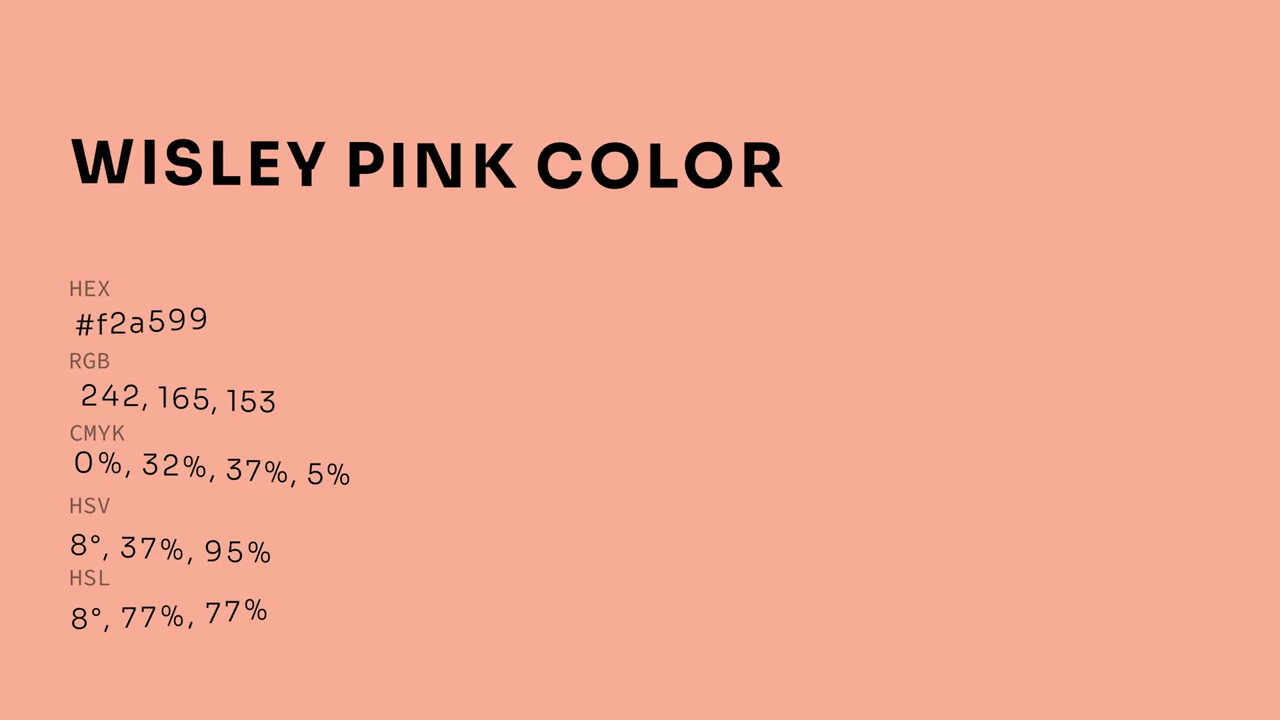 WISLEY PINK COLOR
HEX
#f2a599
RGB
242, 165, 153
CMYK
0%, 32%, 37%, 5%
HSV
8°, 37%, 95%
HSL
8°, 77%, 77%